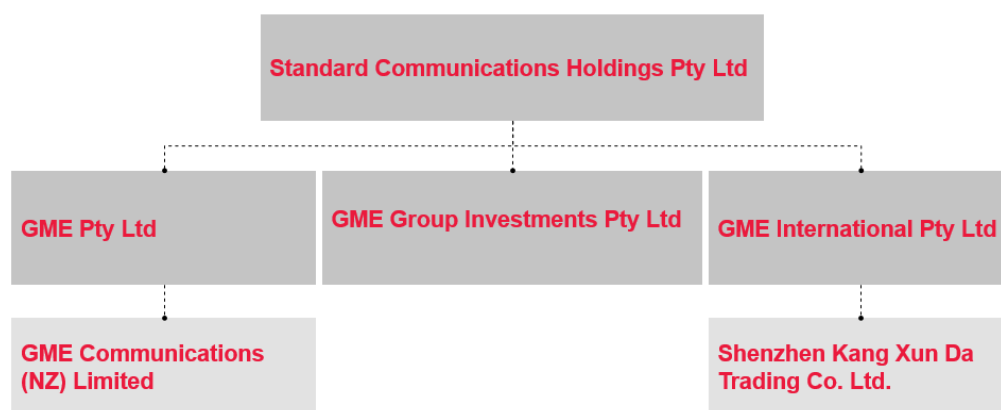 Standard Communications Holdings Pty Ltd
GME Pty Ltd
GME Group Investments Pty Ltd
GME International Pty Ltd
GME Communications
(NZ) Limited
Shenzhen Kang Xun Da
Trading Co. Ltd.